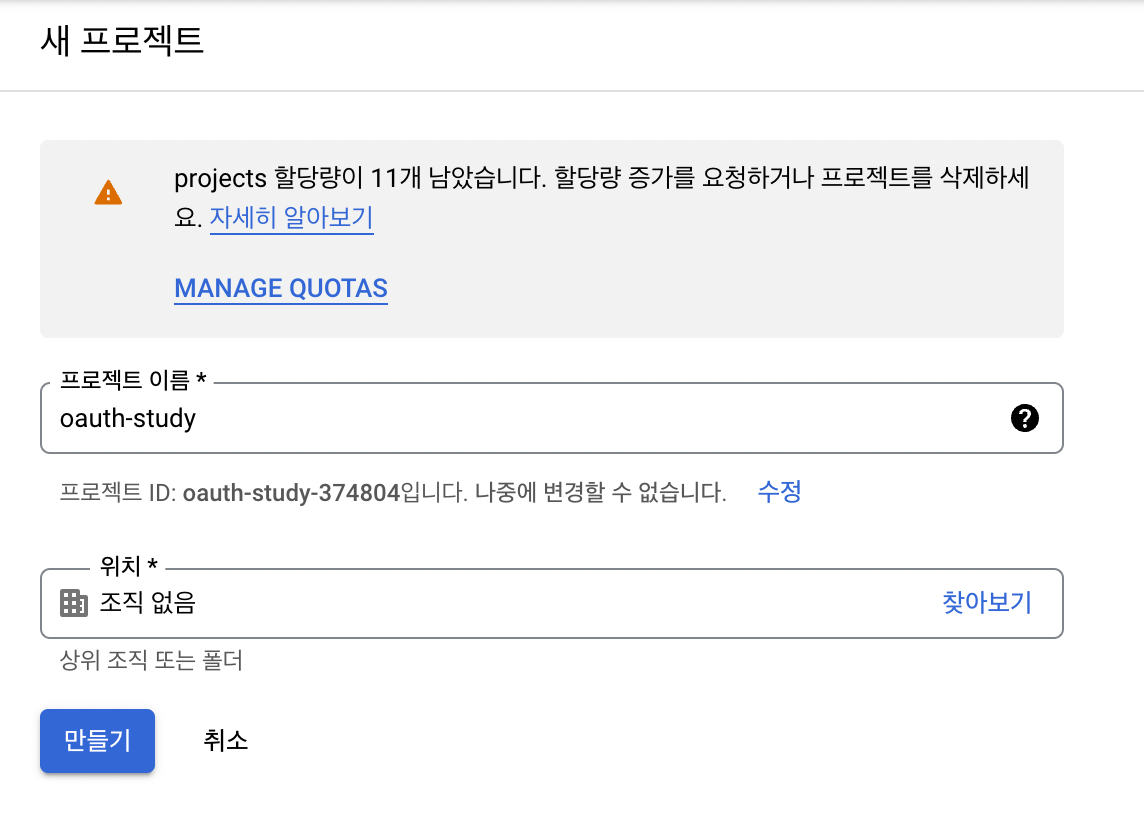 새 프로젝트
projects 할당량이 11개 남았습니다. 할당량 증가를 요청하거나 프로젝트를 삭제하세
요. 자세히 알아보기
MANAGE QUOTAS
프로젝트 이름 *
oauth-study
프로젝트 ID: oauth-study-374804입니다. 나중에 변경할 수 없습니다. 수정
위치 *
조직 없음 찾아보기
상위 조직 또는 폴더
만들기 취소